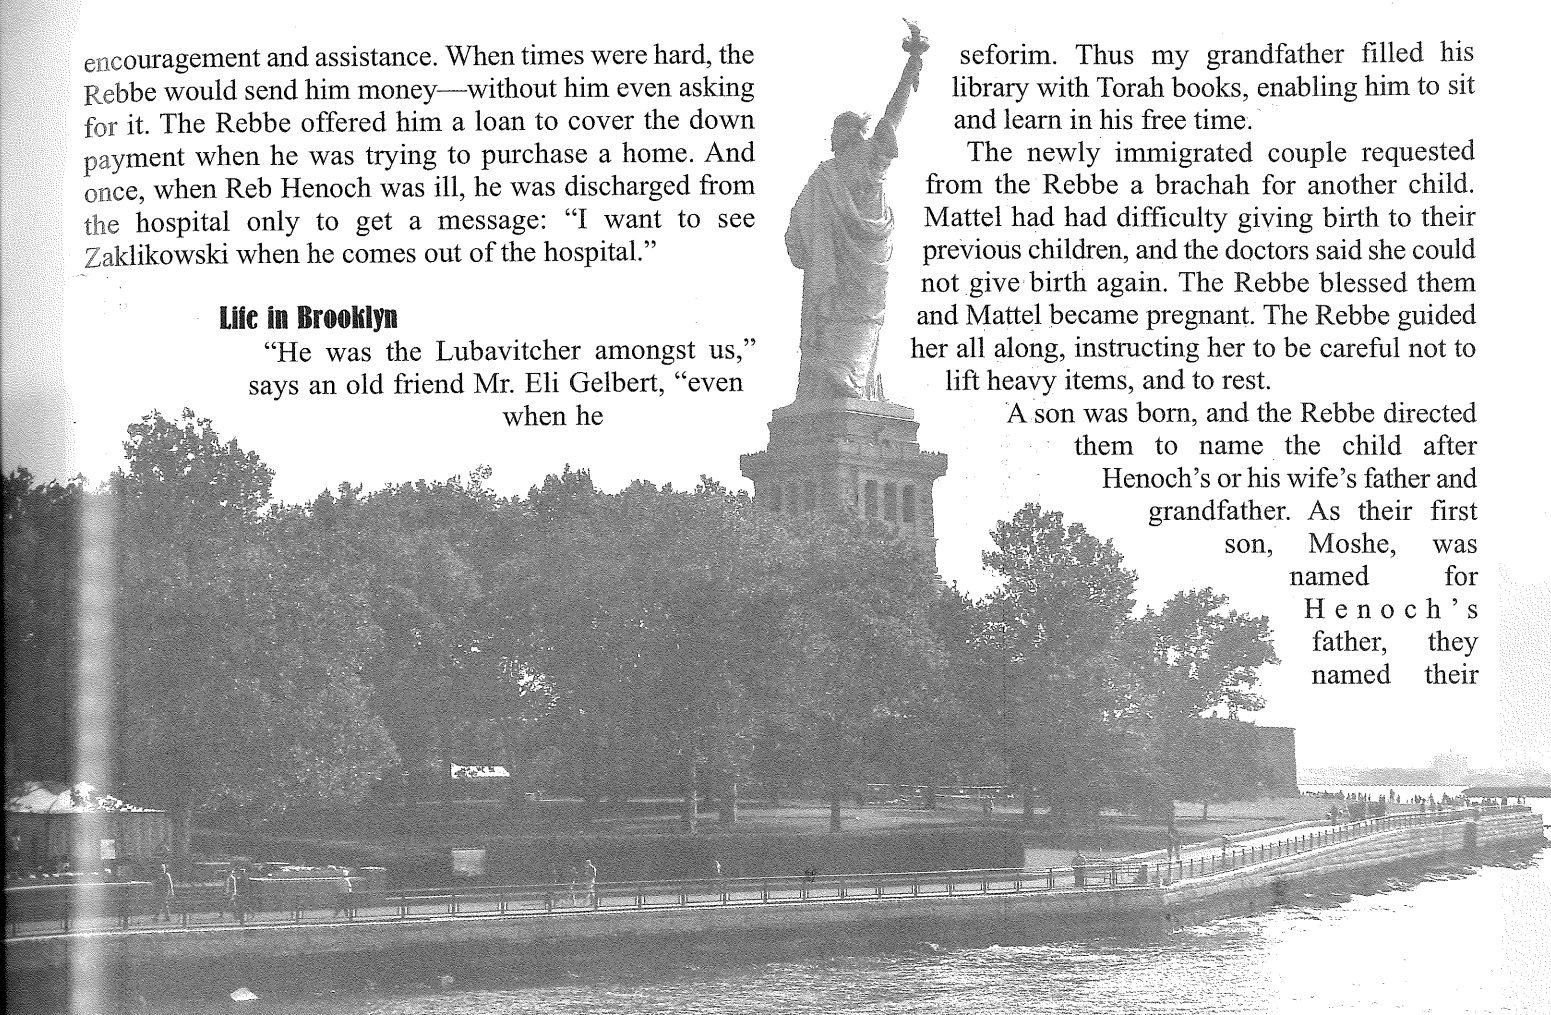 encouragement and assistance. When times were hard, the
Rebbe would send him money—without him even asking
for it. The Rebbe offered him a loan to cover the down
payment when he was trying to purchase a home. And
once, when Reb Henoch was ill, he was discharged from
the hospital only to get a message: “I want to see
Zaklikowski when he comes out of the hospital.”
Life in Brooklyn
“He was the Lubavitcher amongst us,”
says an old friend Mr. Eli Gelbert, “even
when he
seforim. Thus my grandfather filled his
library with Torah books, enabling him to sit
and learn in his free time.
The newly immigrated couple requested
from the Rebbe a brachah for another child.
Mattel had had difficulty giving birth to their
previous children, and the doctors said she could
not give birth again. The Rebbe blessed them
and Mattel became pregnant. The Rebbe guided
her all along, instructing her to be careful not to
lift heavy items, and to rest.
A son was born, and the Rebbe directed
them to name the child after
Henoch’s or his wife’s father and
grandfather. As their first
son, Moshe, was
named for
Henoch’s
father, they
named their